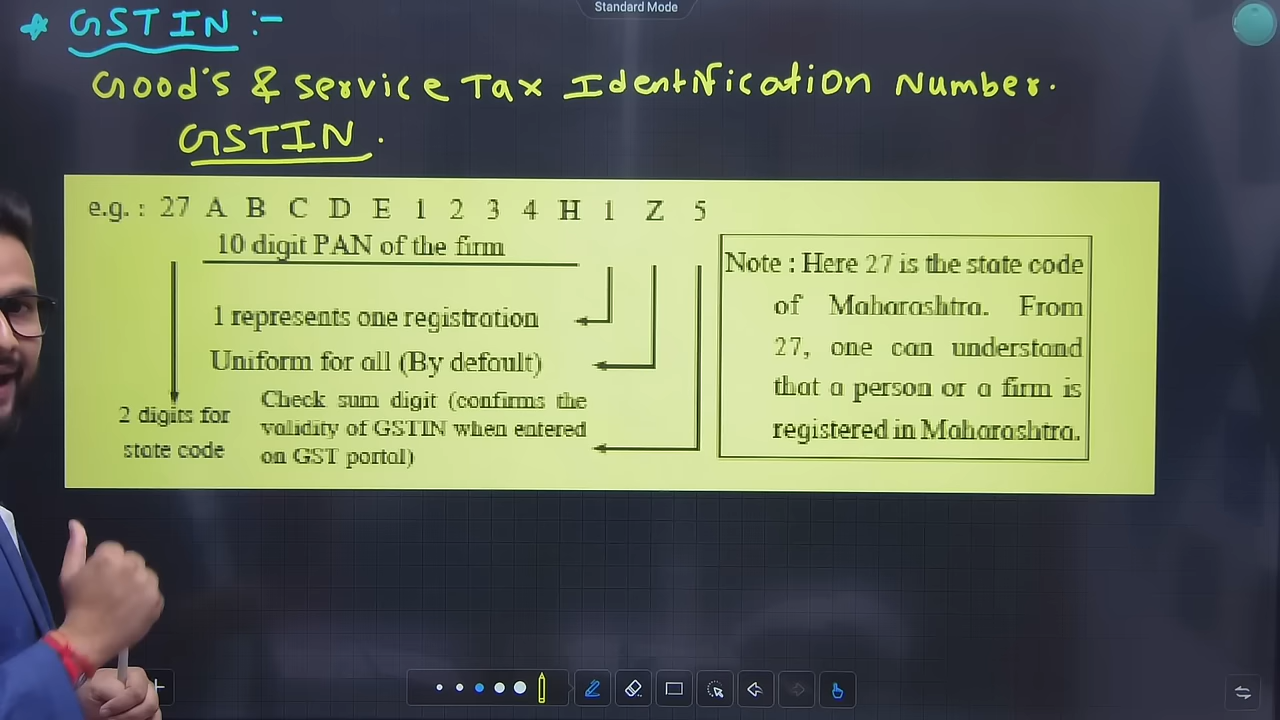 Standard Mode
* GSTIN :-
Good's & service Tax Identification Number.
GSTIN.
e.g. : 27 A B C D E 1 2 3 4 H 1 Z 5
10 digit PAN of the firm
1 represents one registration
Uniform for all (By default)
2 digits for
state code
Check sum digit (confirms the
validity of GSTIN when entered
on GST portal)
Note : Here 27 is the state code
of Maharashtra. From
27, one can understand
that a person or a firm is
registered in Maharashtra.